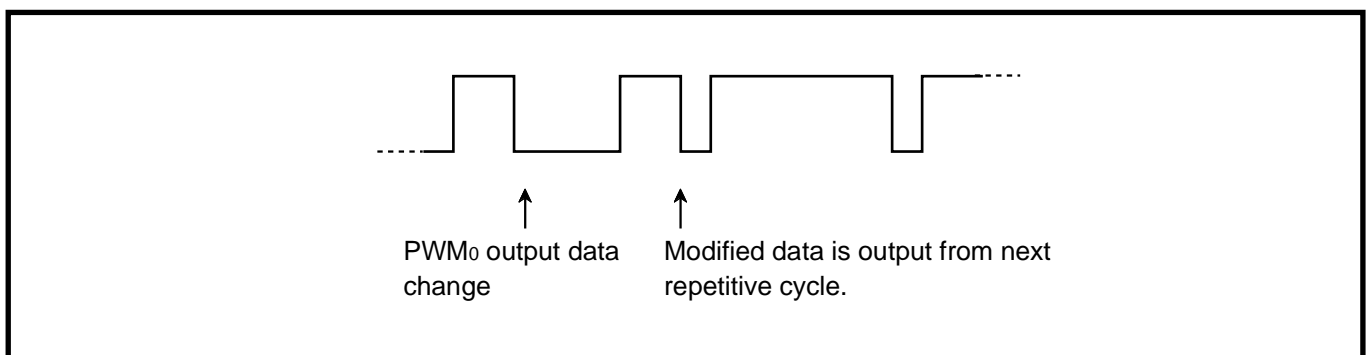 PWM0 output data
change
Modified data is output from next
repetitive cycle.